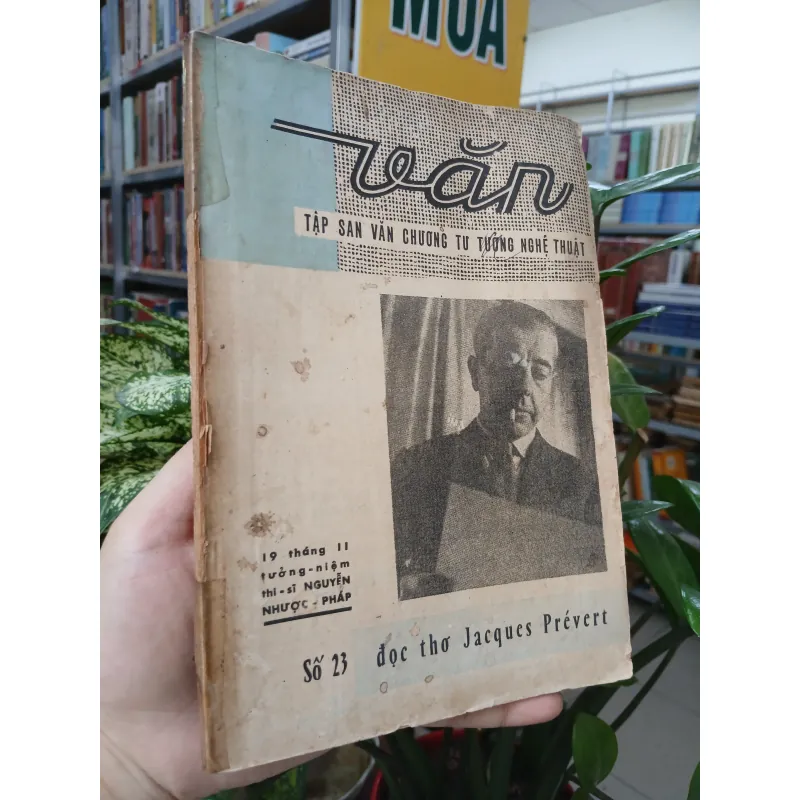 MUA
văn
TẬP SAN VĂN CHƯƠNG TƯ TƯỞNG NGHỆ THUẬT
19 tháng 11
tưởng-niệm
thi-sĩ NGUYỄN
NHƯỢC-PHÁP
Số 23 đọc thơ Jacques Prévert